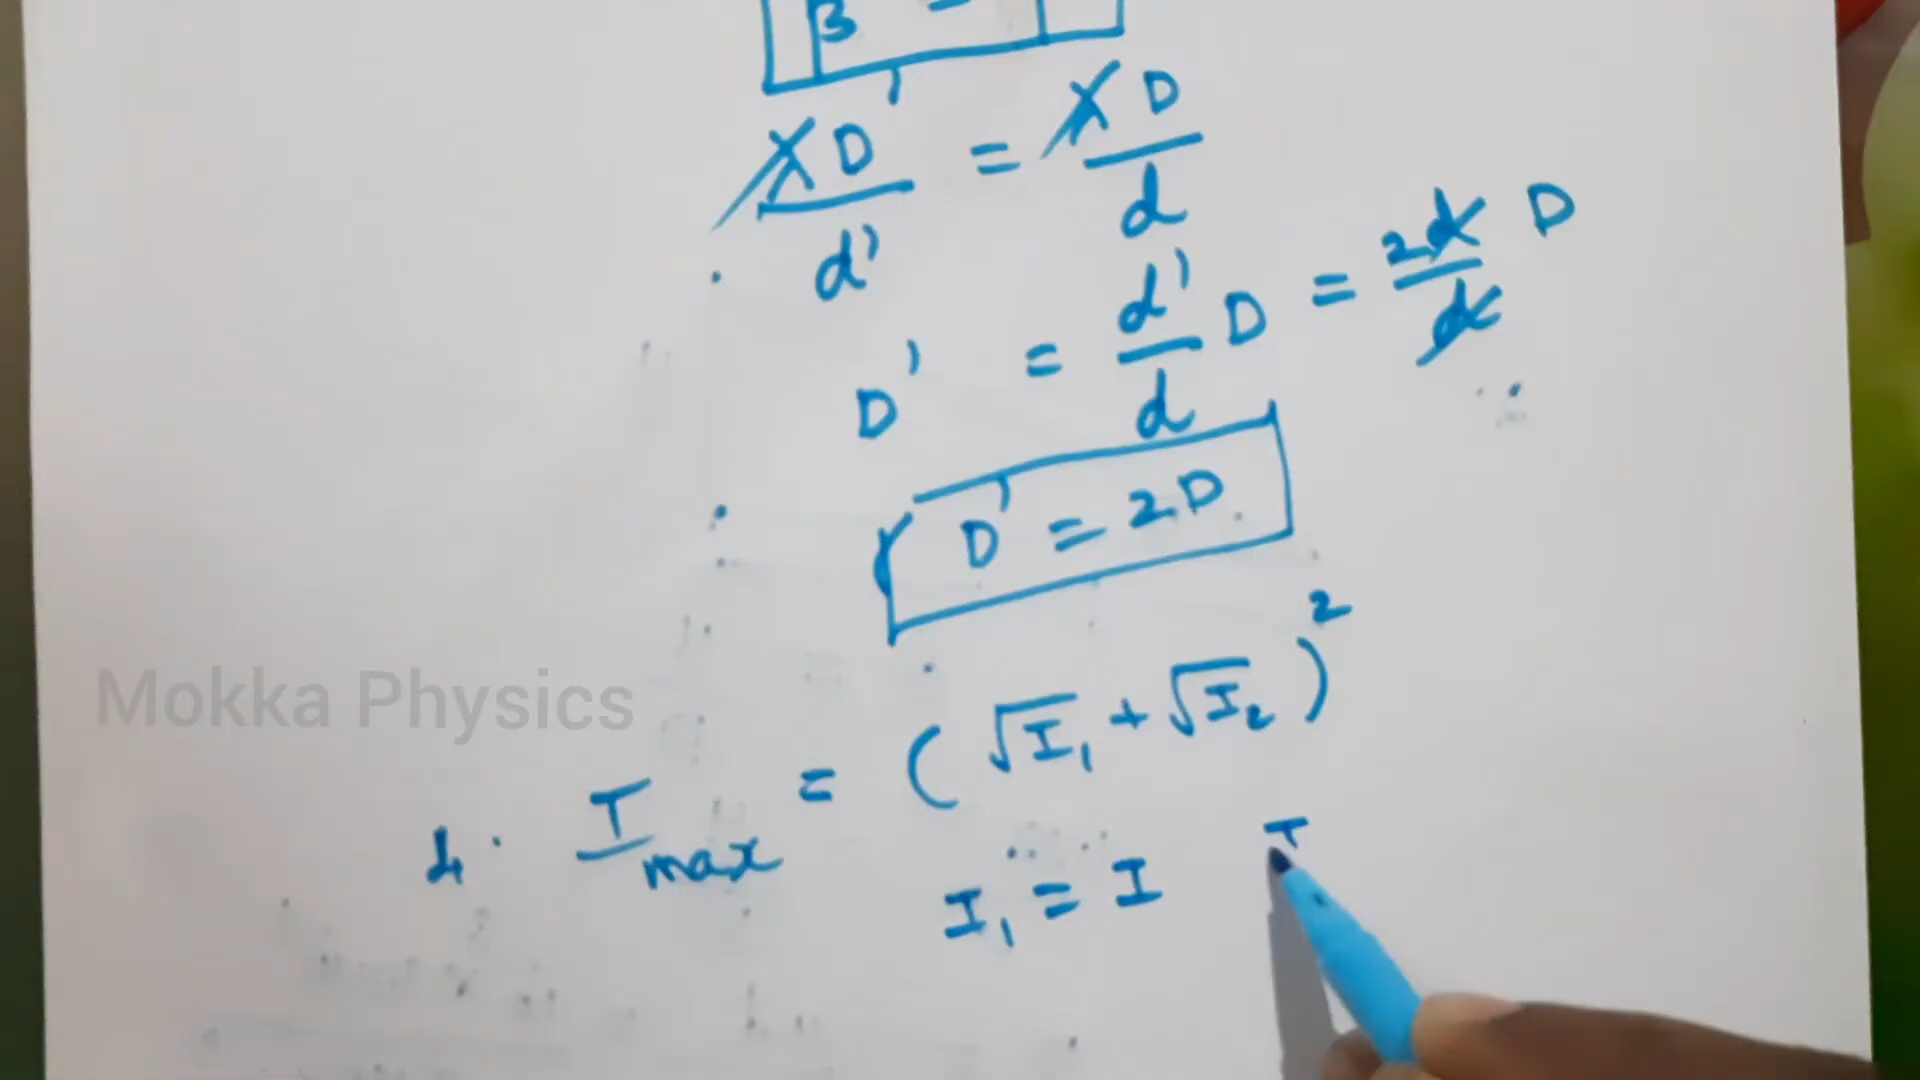 β =
λD' / d' = λD / d
D' = d'/d D = 2d/d D
D' = 2D
4. Imax = (√I₁ + √I₂)²
I₁ = I I
Mokka Physics